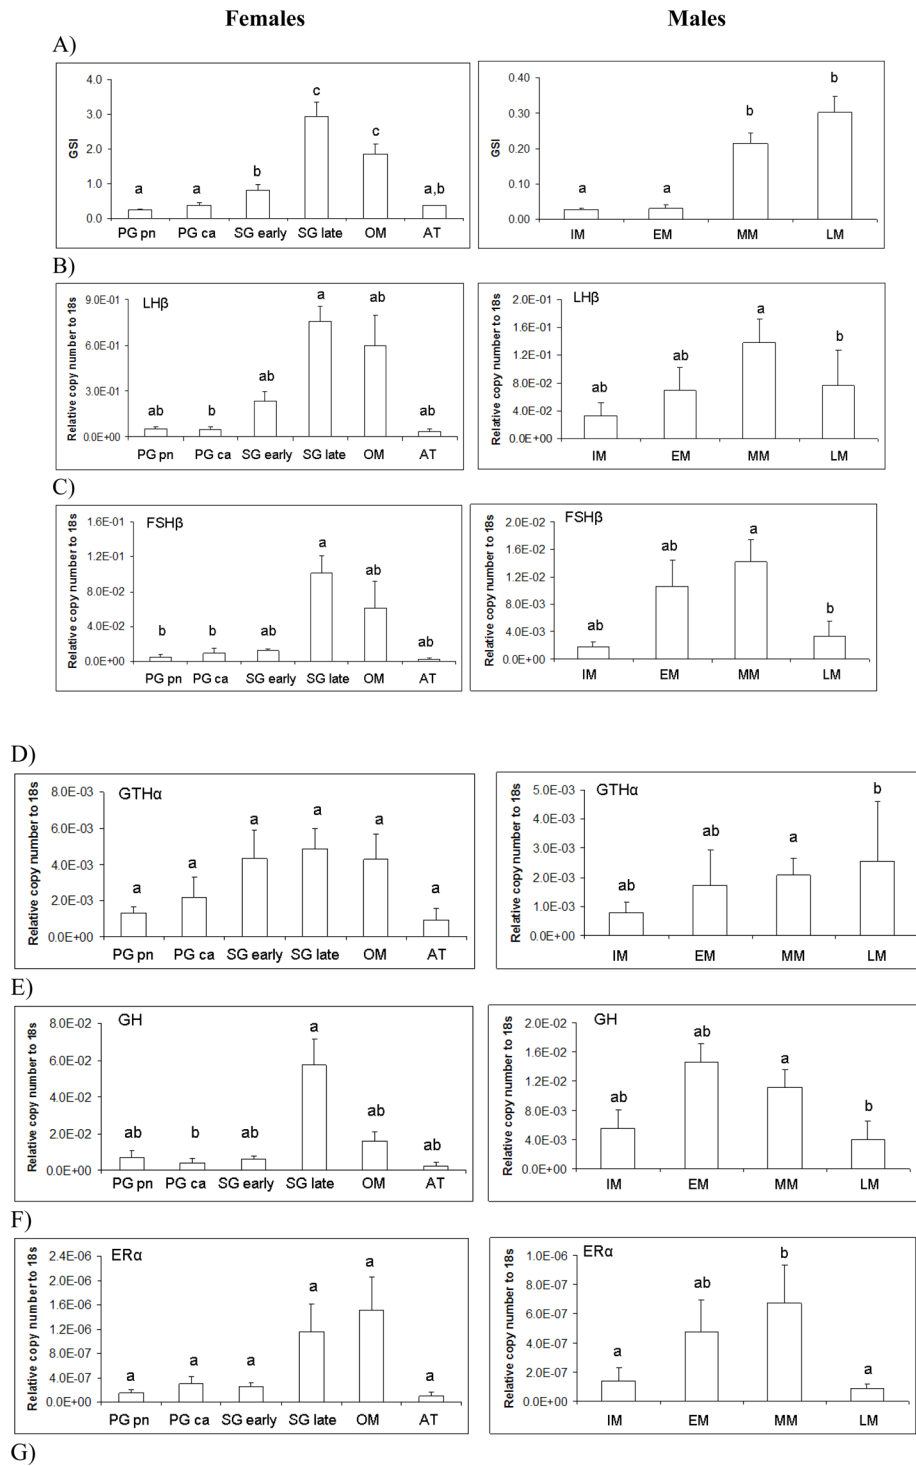 Females Males
A)
4.0
3.0
2.0
1.0
0.0
GSI
a a b c c a,b
PG pn PG ca SG early SG late OM AT
0.40
0.30
0.20
0.10
0.00
GSI
a a b b
IM EM MM LM
B)
LHβ
Relative copy number to 18s
9.0E-01
6.0E-01
3.0E-01
0.0E+00
ab b ab a ab ab
PG pn PG ca SG early SG late OM AT
LHβ
Relative copy number to 18s
2.0E-01
1.6E-01
1.2E-01
8.0E-02
4.0E-02
0.0E+00
ab ab a b
IM EM MM LM
C)
FSHβ
Relative copy number to 18s
1.6E-01
1.2E-01
8.0E-02
4.0E-02
0.0E+00
b b ab a ab ab
PG pn PG ca SG early SG late OM AT
FSHβ
Relative copy number to 18s
2.0E-02
1.6E-02
1.2E-02
8.0E-03
4.0E-03
0.0E+00
ab ab a b
IM EM MM LM
D)
GTHα
Relative copy number to 18s
8.0E-03
6.0E-03
4.0E-03
2.0E-03
0.0E+00
a a a a a a
PG pn PG ca SG early SG late OM AT
GTHα
Relative copy number to 18s
5.0E-03
4.0E-03
3.0E-03
2.0E-03
1.0E-03
0.0E+00
ab ab a b
IM EM MM LM
E)
GH
Relative copy number to 18s
8.0E-02
6.0E-02
4.0E-02
2.0E-02
0.0E+00
ab b ab a ab ab
PG pn PG ca SG early SG late OM AT
GH
Relative copy number to 18s
2.0E-02
1.6E-02
1.2E-02
8.0E-03
4.0E-03
0.0E+00
ab ab a b
IM EM MM LM
F)
ERα
Relative copy number to 18s
2.4E-06
2.0E-06
1.6E-06
1.2E-06
8.0E-07
4.0E-07
0.0E+00
a a a a a a
PG pn PG ca SG early SG late OM AT
ERα
Relative copy number to 18s
1.0E-06
8.0E-07
6.0E-07
4.0E-07
2.0E-07
0.0E+00
a ab b a
IM EM MM LM
G)